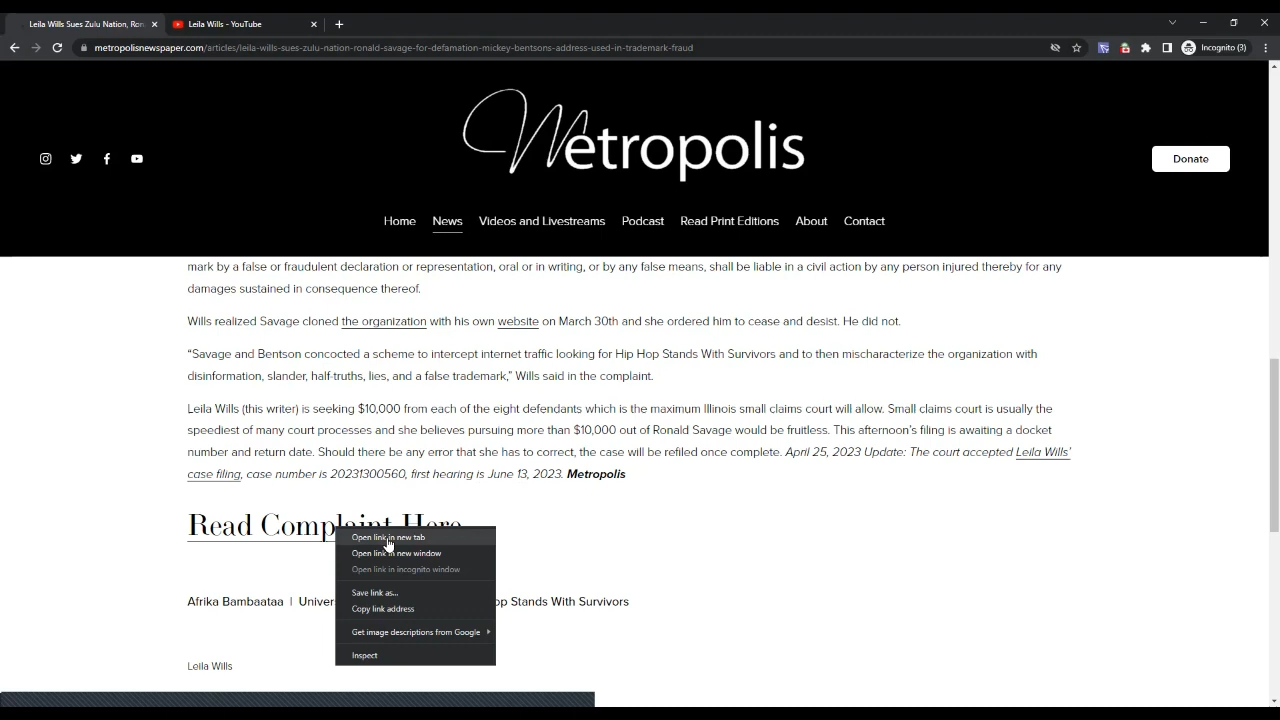 Leila Wills Sues Zulu Nation, Ron
Leila Wills - YouTube
metropolisnewspaper.com/articles/leila-wills-sues-zulu-nation-ronald-savage-for-defamation-mickey-bentsons-address-used-in-trademark-fraud
Incognito (3)
Metropolis
Donate
Home News Videos and Livestreams Podcast Read Print Editions About Contact
mark by a false or fraudulent declaration or representation, oral or in writing, or by any false means, shall be liable in a civil action by any person injured thereby for any
damages sustained in consequence thereof.
Wills realized Savage cloned the organization with his own website on March 30th and she ordered him to cease and desist. He did not.
“Savage and Bentson concocted a scheme to intercept internet traffic looking for Hip Hop Stands With Survivors and to then mischaracterize the organization with
disinformation, slander, half-truths, lies, and a false trademark,” Wills said in the complaint.
Leila Wills (this writer) is seeking $10,000 from each of the eight defendants which is the maximum Illinois small claims court will allow. Small claims court is usually the
speediest of many court processes and she believes pursuing more than $10,000 out of Ronald Savage would be fruitless. This afternoon’s filing is awaiting a docket
number and return date. Should there be any error that she has to correct, the case will be refiled once complete. April 25, 2023 Update: The court accepted Leila Wills’
case filing, case number is 20231300560, first hearing is June 13, 2023. Metropolis
Read Complaint Here
Open link in new tab
Open link in new window
Open link in incognito window
Save link as...
Copy link address
Get image descriptions from Google
Inspect
Afrika Bambaataa | Univer
op Stands With Survivors
Leila Wills